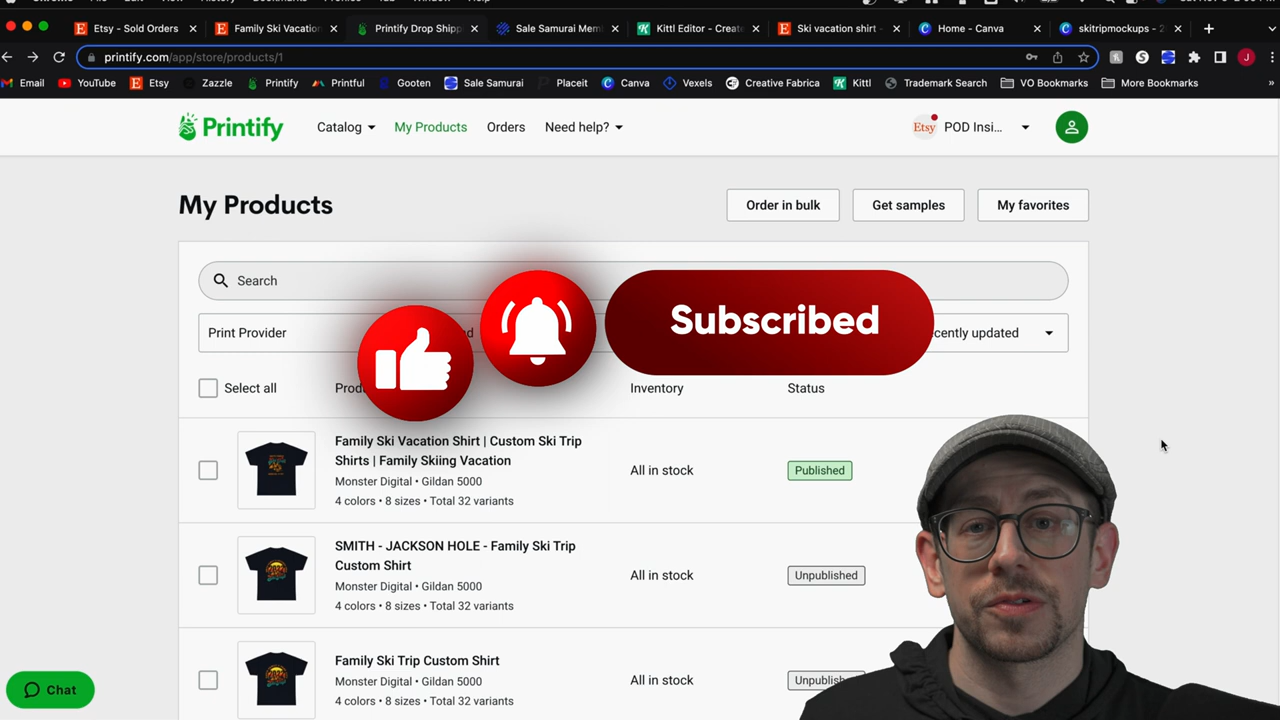 Etsy - Sold Orders
Family Ski Vacation
Printify Drop Shipp
Sale Samurai Mem
Kittl Editor - Create
Ski vacation shirt -
Home - Canva
skitripmockups - 2
printify.com/app/store/products/1
Email
YouTube
Etsy
Zazzle
Printify
Printful
Gooten
Sale Samurai
Placeit
Canva
Vexels
Creative Fabrica
Kittl
Trademark Search
VO Bookmarks
More Bookmarks
»
Printify
Catalog
My Products
Orders
Need help?
Etsy
POD Insi...
J
My Products
Order in bulk
Get samples
My favorites
Search
Subscribed
Print Provider
cently updated
Select all
Inventory
Status
Family Ski Vacation Shirt | Custom Ski Trip
Shirts | Family Skiing Vacation
Monster Digital • Gildan 5000
4 colors • 8 sizes • Total 32 variants
All in stock
Published
SMITH - JACKSON HOLE - Family Ski Trip
Custom Shirt
Monster Digital • Gildan 5000
4 colors • 8 sizes • Total 32 variants
All in stock
Unpublished
Family Ski Trip Custom Shirt
Monster Digital • Gildan 5000
4 colors • 8 sizes • Total 32 variants
All in stock
Unpublish
Chat